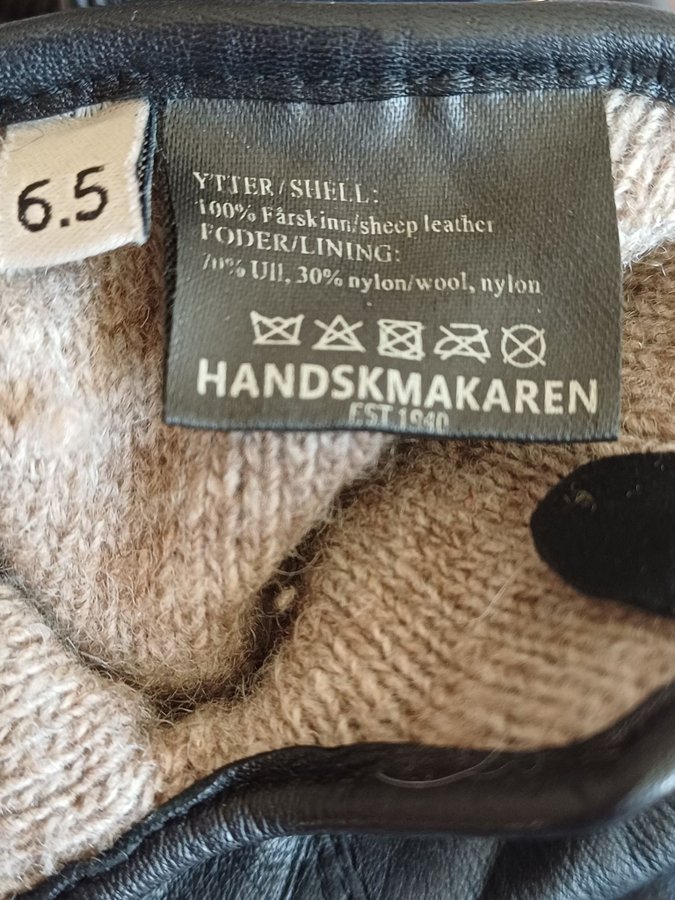 6.5
YTTER/SHELL:
100% Fårskinn/sheep leather
FODER/LINING:
70% Ull, 30% nylon/wool, nylon
HANDSKMAKAREN
EST 1940